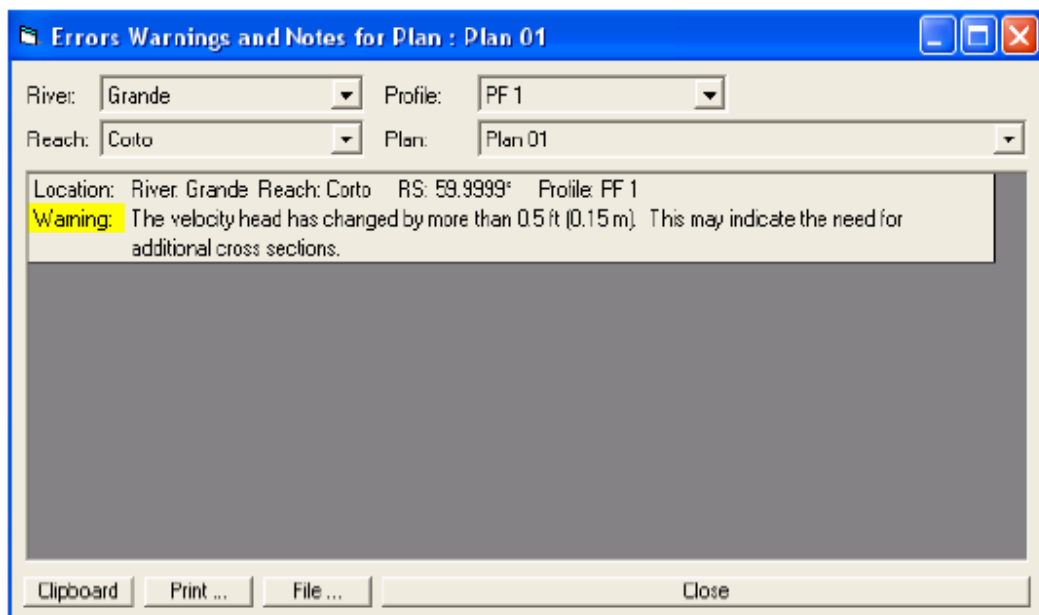 Errors Warnings and Notes for Plan : Plan 01
River: Grande Profile: PF 1
Reach: Corto Plan: Plan 01
Location: River: Grande Reach: Corto RS: 59.9999* Profile: PF 1
Warning: The velocity head has changed by more than 0.5 ft (0.15 m). This may indicate the need for
additional cross sections.
Clipboard Print ... File ... Close